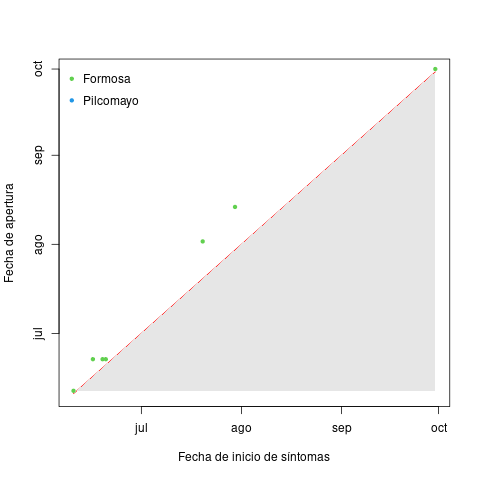 Formosa
Pilcomayo
oct
sep
ago
jul
Fecha de apertura
jul
ago
sep
oct
Fecha de inicio de síntomas